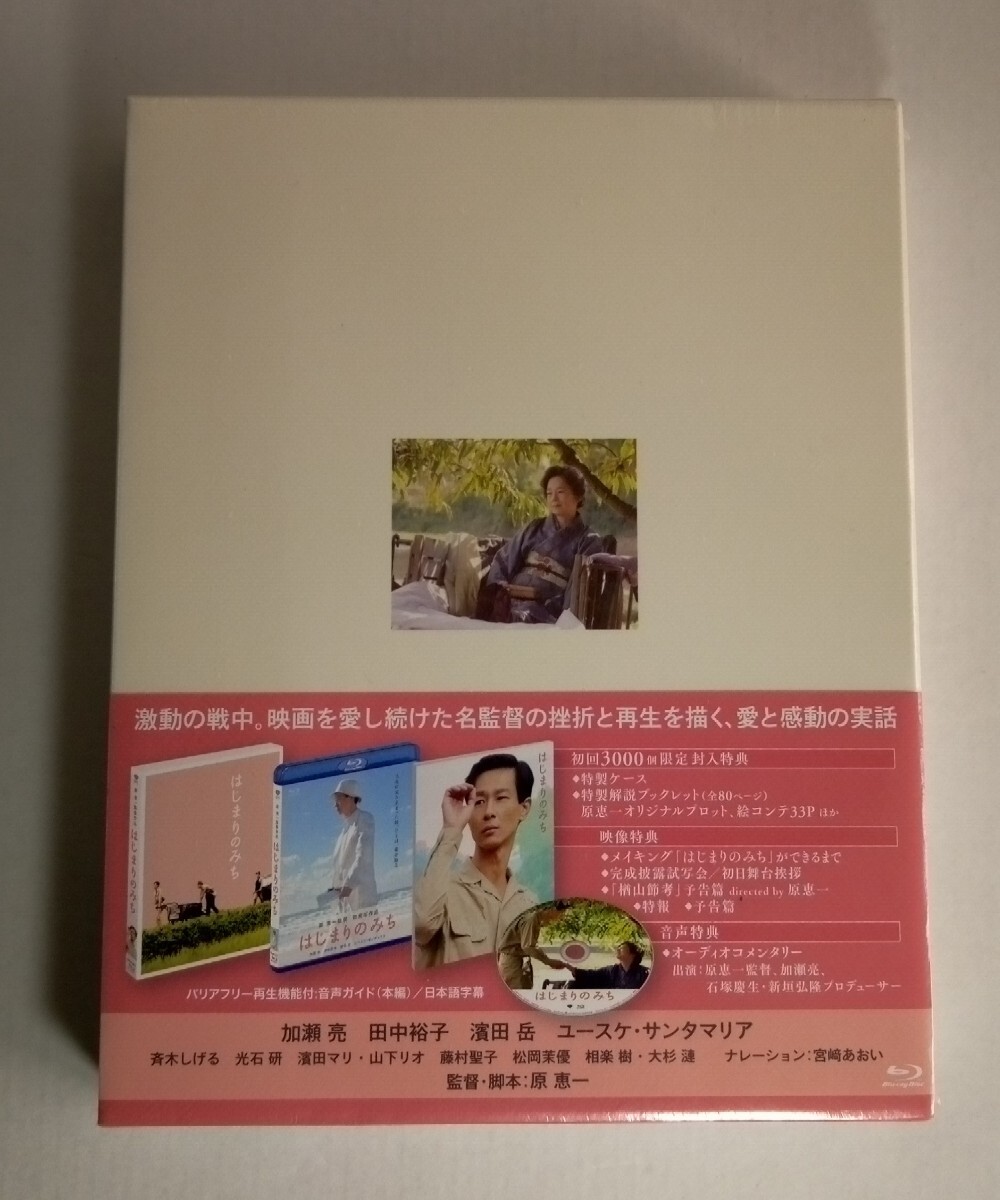 激動の戦中。映画を愛し続けた名監督の挫折と再生を描く、愛と感動の実話
はじまりのみち
はじまりのみち
はじまりのみち
はじまりのみち
はじまりのみち
はじまりのみち
バリアフリー再生機能付:音声ガイド(本編)/日本語字幕
初回3000個限定 封入特典
◆特製ケース
◆特製解説ブックレット(全80ページ)
原恵一オリジナルプロット、絵コンテ33P ほか
映像特典
◆メイキング「はじまりのみち」ができるまで
◆完成披露試写会/初日舞台挨拶
◆「楢山節考」予告篇 directed by 原恵一
◆特報 ◆予告篇
音声特典
◆オーディオコメンタリー
出演:原恵一監督、加瀬亮、
石塚慶生・新垣弘隆プロデューサー
加瀬 亮 田中裕子 濱田 岳 ユースケ・サンタマリア
斉木しげる 光石 研 濱田マリ・山下リオ 藤村聖子 松岡茉優 相楽 樹・大杉 漣 ナレーション:宮﨑あおい
監督・脚本:原 恵一
Blu-ray Disc